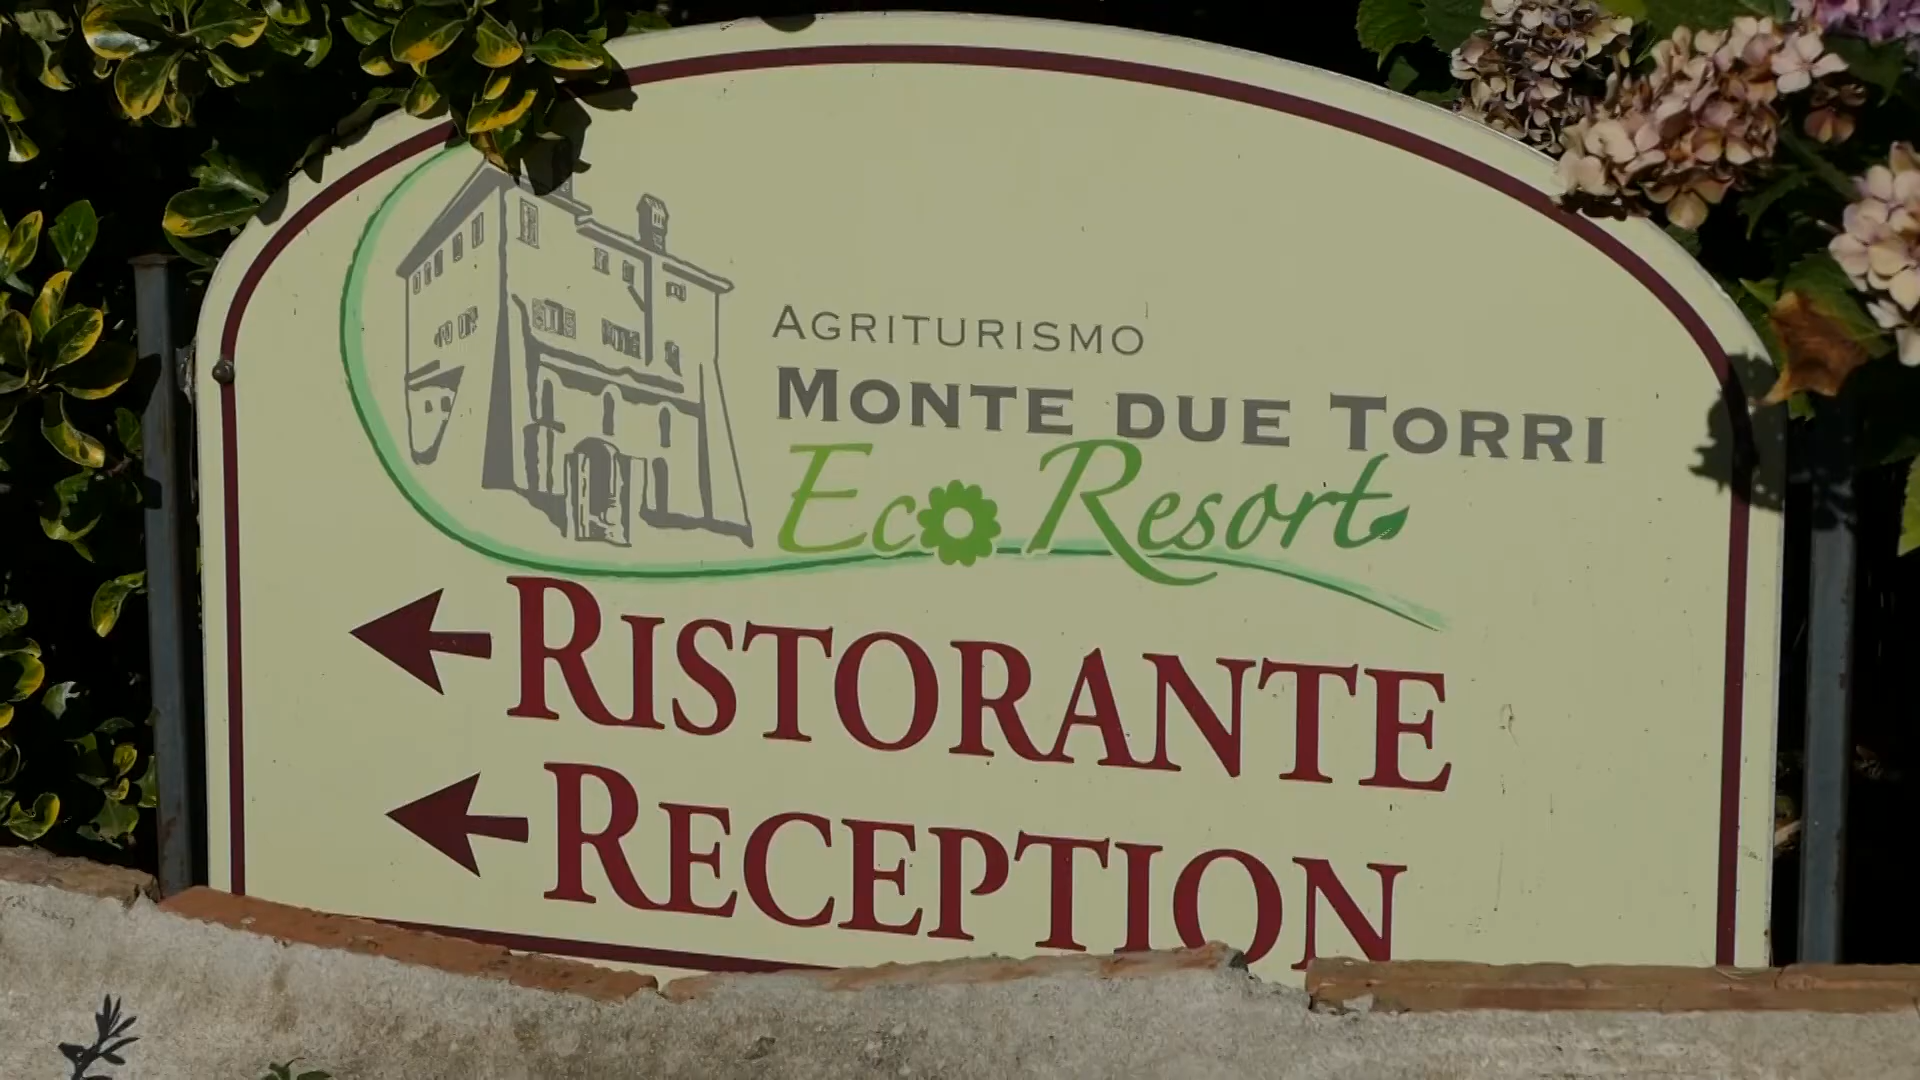 AGRITURISMO
MONTE DUE TORRI
Eco Resort
RISTORANTE
RECEPTION